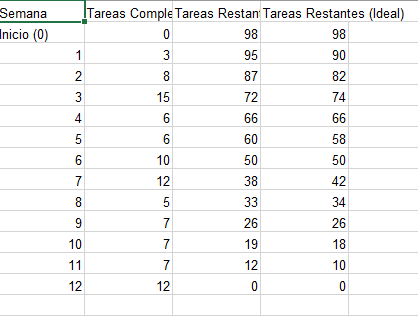 Semana Tareas Comple Tareas Restan Tareas Restantes (Ideal)
Inicio (0) 0 98 98
1 3 95 90
2 8 87 82
3 15 72 74
4 6 66 66
5 6 60 58
6 10 50 50
7 12 38 42
8 5 33 34
9 7 26 26
10 7 19 18
11 7 12 10
12 12 0 0